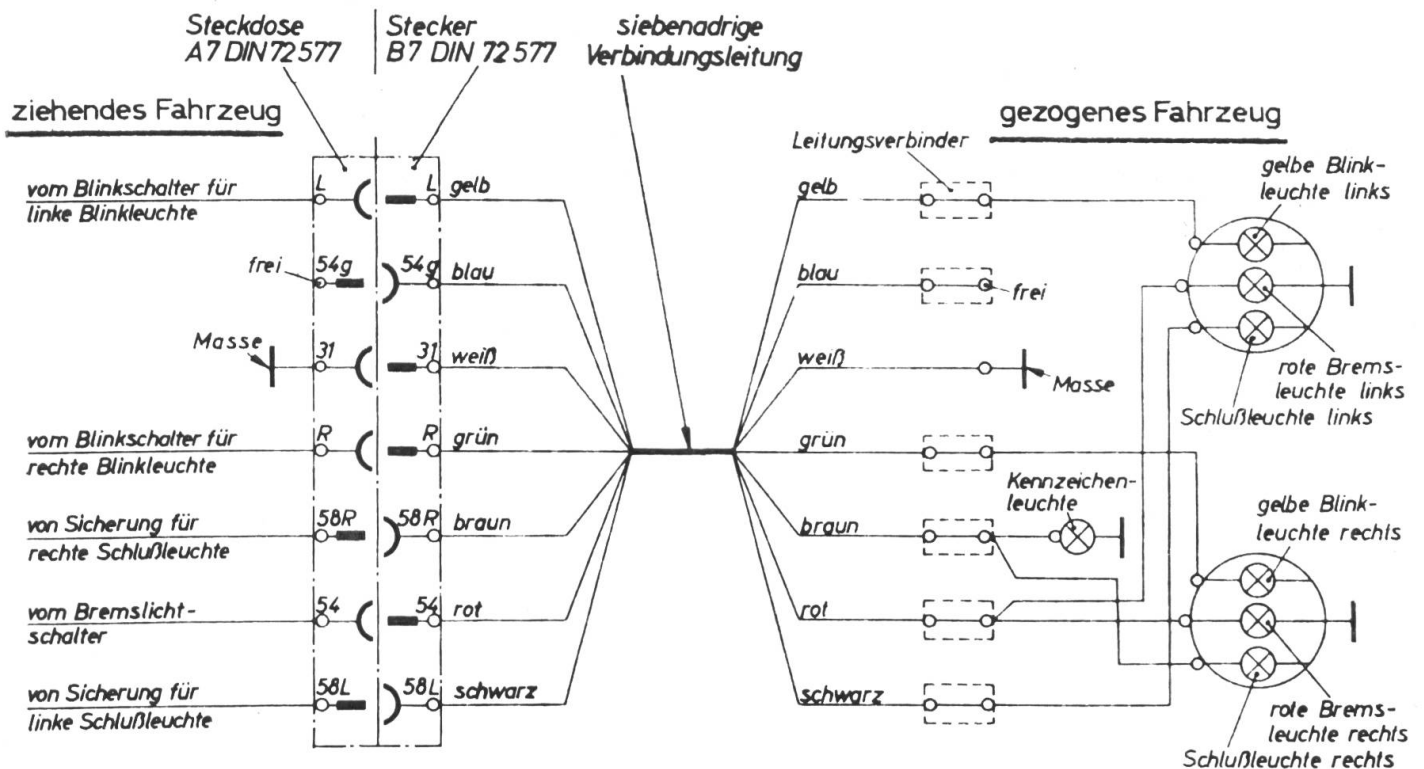 Steckdose
A7 DIN 72 577
Stecker
B7 DIN 72 577
siebenadrige
Verbindungsleitung
ziehendes Fahrzeug
gezogenes Fahrzeug
Leitungsverbinder
vom Blinkschalter für
linke Blinkleuchte
L
L
gelb
gelb
gelbe Blink-
leuchte links
frei
54g
54g
blau
blau
frei
Masse
31
31
weiß
weiß
Masse
rote Brems-
leuchte links
Schlußleuchte links
vom Blinkschalter für
rechte Blinkleuchte
R
R
grün
grün
Kennzeichen-
leuchte
von Sicherung für
rechte Schlußleuchte
58R
58R
braun
braun
gelbe Blink-
leuchte rechts
vom Bremslicht-
schalter
54
54
rot
rot
von Sicherung für
linke Schlußleuchte
58L
58L
schwarz
schwarz
rote Brems-
leuchte rechts
Schlußleuchte rechts